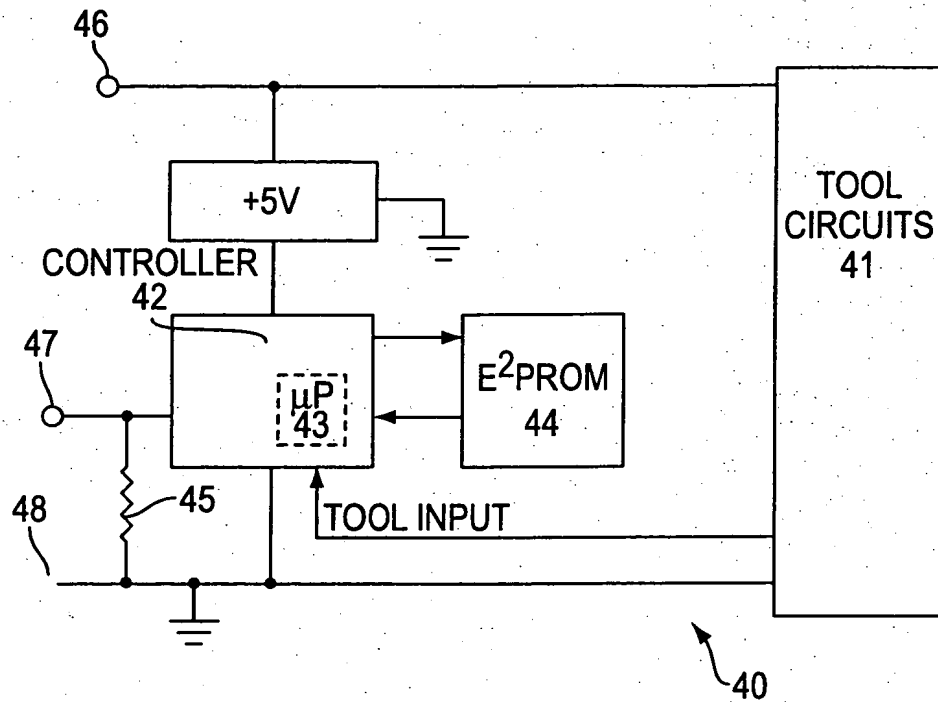 46
+5V
TOOL
CIRCUITS
41
CONTROLLER
42
47
µP
43
E²PROM
44
45
48
TOOL INPUT
40